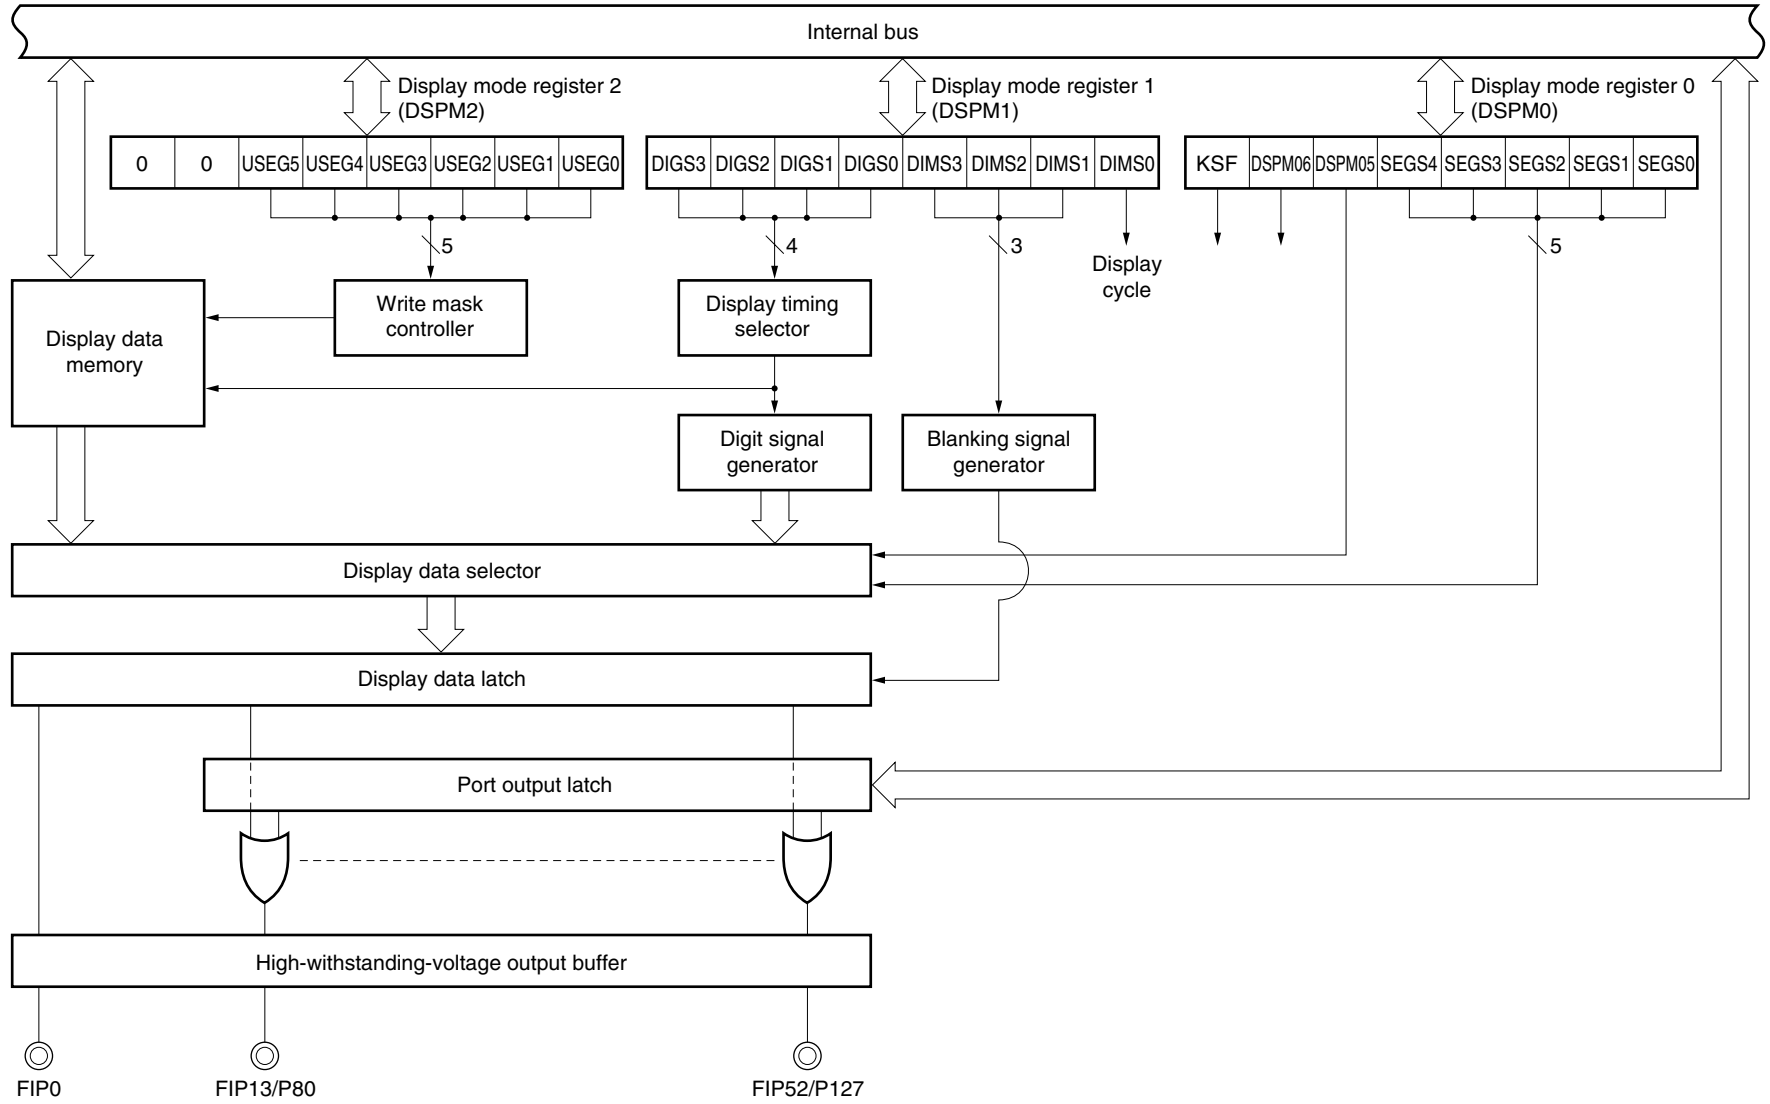 Internal bus
Display mode register 2
(DSPM2)
Display mode register 1
(DSPM1)
Display mode register 0
(DSPM0)
0 0 USEG5 USEG4 USEG3 USEG2 USEG1 USEG0
DIGS3 DIGS2 DIGS1 DIGS0 DIMS3 DIMS2 DIMS1 DIMS0
KSF DSPM06 DSPM05 SEGS4 SEGS3 SEGS2 SEGS1 SEGS0
5
4
3
5
Display
cycle
Display data
memory
Write mask
controller
Display timing
selector
Digit signal
generator
Blanking signal
generator
Display data selector
Display data latch
Port output latch
High-withstanding-voltage output buffer
FIP0
FIP13/P80
FIP52/P127